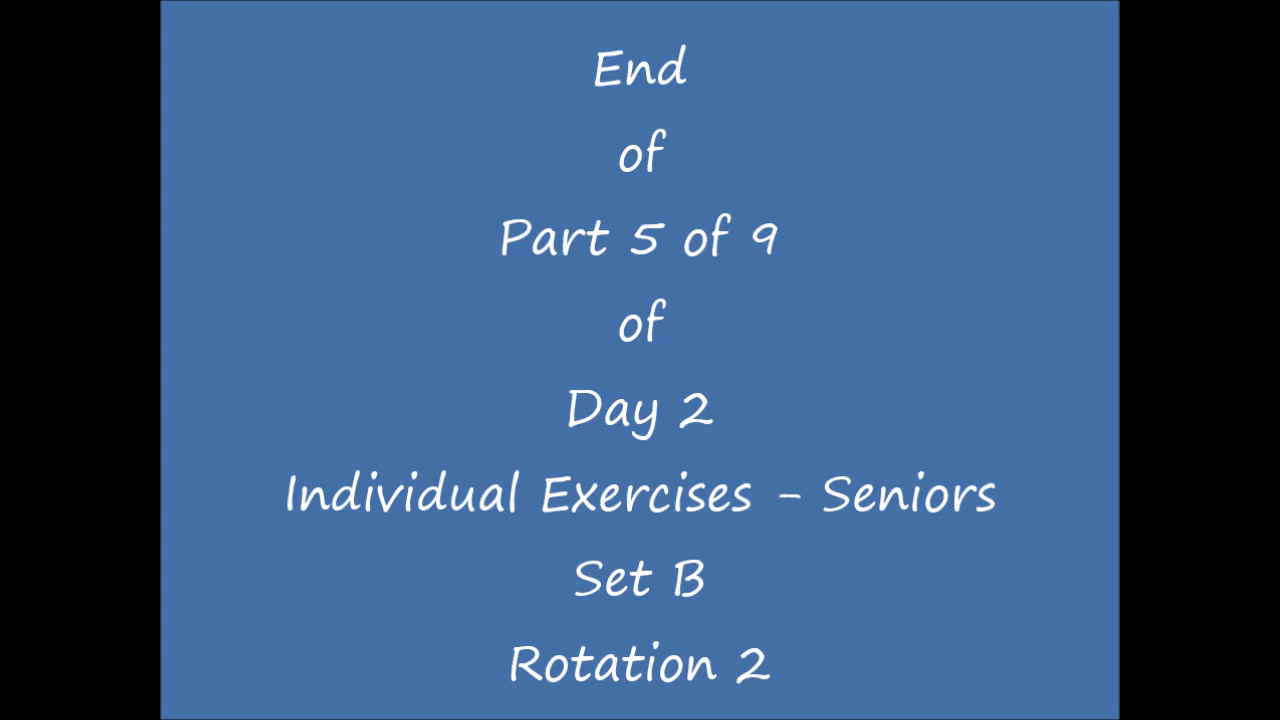 End
of
Part 5 of 9
of
Day 2
Individual Exercises - Seniors
Set B
Rotation 2